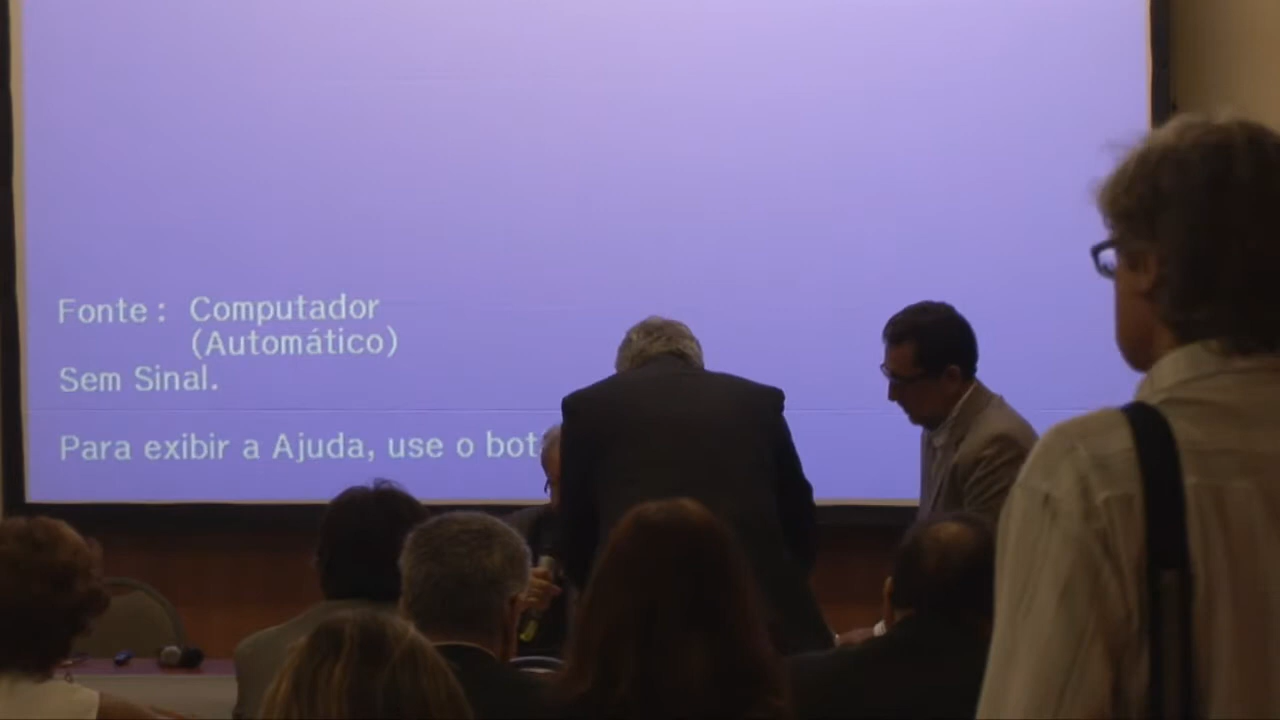 Fonte: Computador
(Automático)
Sem Sinal.
Para exibir a Ajuda, use o bot